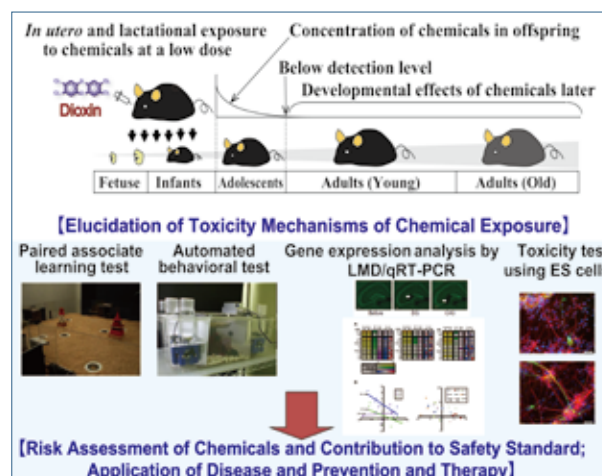 In utero and lactational exposure
to chemicals at a low dose
Concentration of chemicals in
offspring
Below detection level
Developmental effects of chemicals later
Dioxin
Fetuse Infants Adolescents Adults (Young) Adults (Old)
【Elucidation of Toxicity Mechanisms of Chemical Exposure】
Paired associate
learning test
Automated
behavioral test
Gene expression analysis by
LMD/qRT-PCR
Toxicity tes
using ES cell
Before
【Risk Assessment of Chemicals and Contribution to Safety Standard;
Application of Disease and Prevention and Therapy】